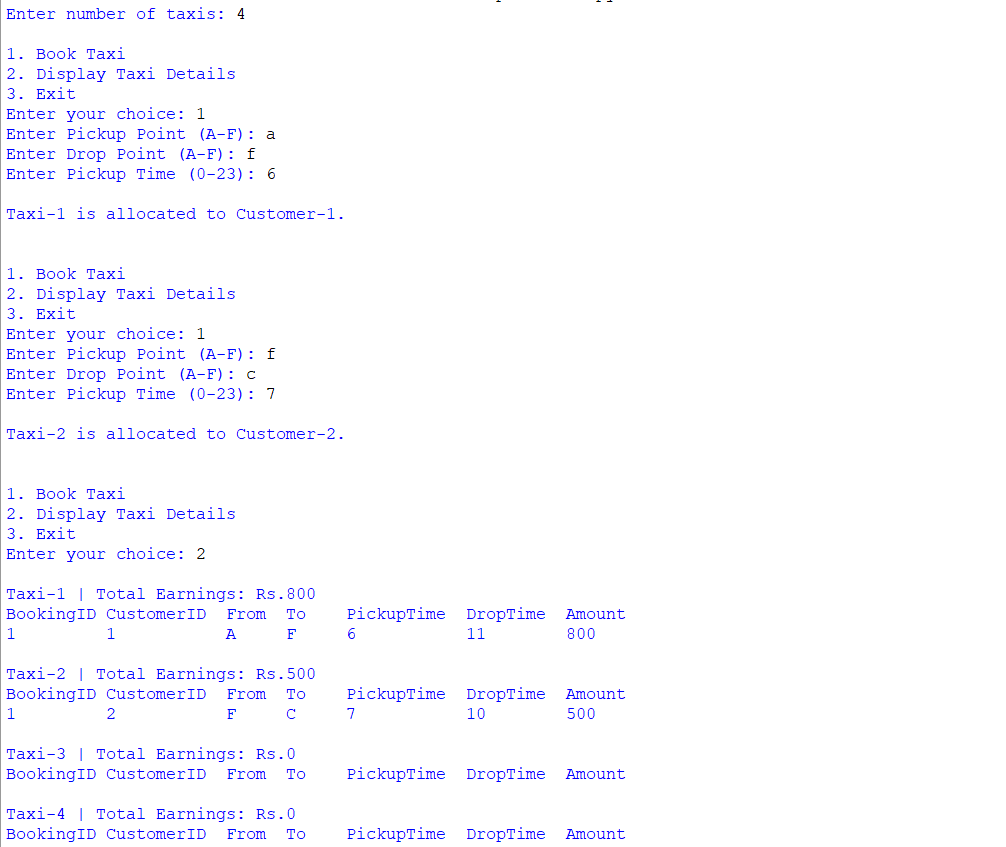 Enter number of taxis: 4
1. Book Taxi
2. Display Taxi Details
3. Exit
Enter your choice: 1
Enter Pickup Point (A-F): a
Enter Drop Point (A-F): f
Enter Pickup Time (0-23): 6
Taxi-1 is allocated to Customer-1.
1. Book Taxi
2. Display Taxi Details
3. Exit
Enter your choice: 1
Enter Pickup Point (A-F): f
Enter Drop Point (A-F): c
Enter Pickup Time (0-23): 7
Taxi-2 is allocated to Customer-2.
1. Book Taxi
2. Display Taxi Details
3. Exit
Enter your choice: 2
Taxi-1 | Total Earnings: Rs.800
BookingID CustomerID  From  To    PickupTime  DropTime  Amount
1         1           A     F     6           11        800
Taxi-2 | Total Earnings: Rs.500
BookingID CustomerID  From  To    PickupTime  DropTime  Amount
1         2           F     C     7           10        500
Taxi-3 | Total Earnings: Rs.0
BookingID CustomerID  From  To    PickupTime  DropTime  Amount
Taxi-4 | Total Earnings: Rs.0
BookingID CustomerID  From  To    PickupTime  DropTime  Amount